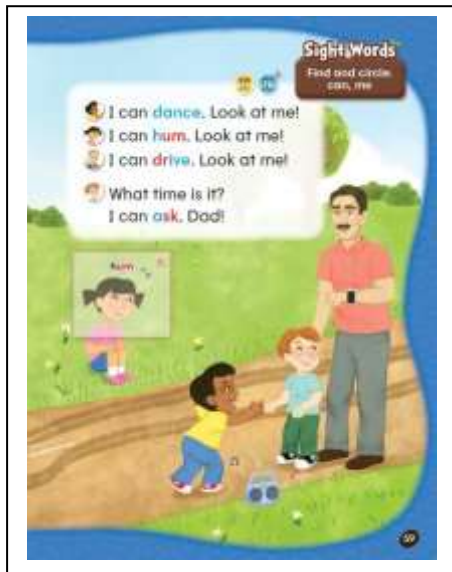 Sight Words
Find and circle.
can, me
I can dance. Look at me!
I can hum. Look at me!
I can drive. Look at me!
What time is it?
I can ask. Dad!
hum
59